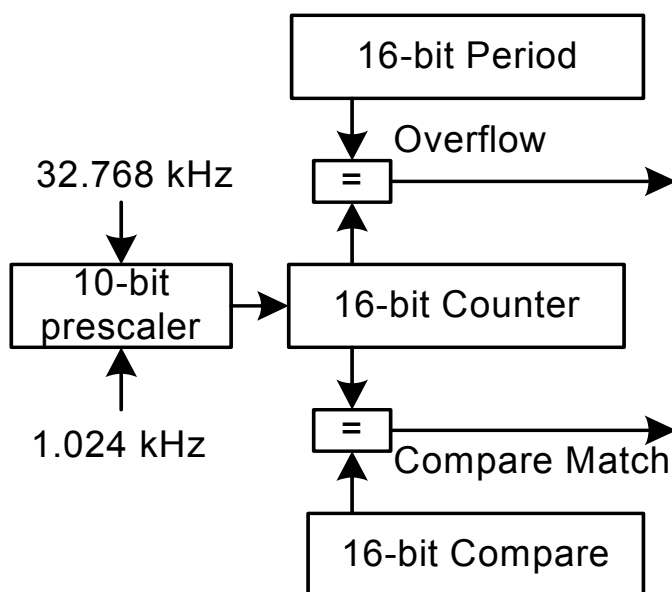 16-bit Period
Overflow
=
32.768 kHz
10-bit
prescaler
16-bit Counter
1.024 kHz
=
Compare Match
16-bit Compare